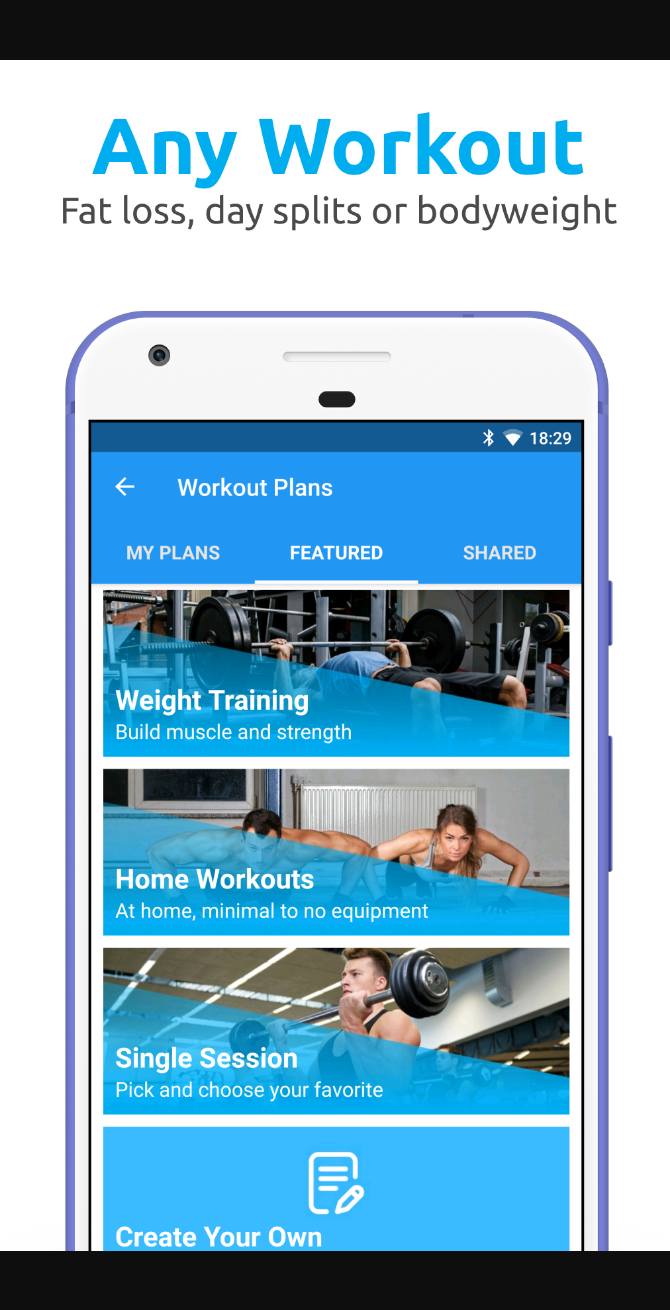 Any Workout
Fat loss, day splits or bodyweight
18:29
Workout Plans
MY PLANS FEATURED SHARED
Weight Training
Build muscle and strength
Home Workouts
At home, minimal to no equipment
Single Session
Pick and choose your favorite
Create Your Own